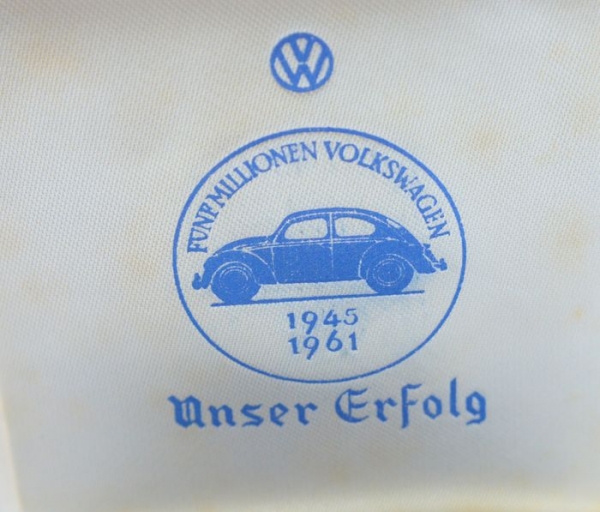 VW
FÜNF MILLIONEN VOLKSWAGEN
1945
1961
Unser Erfolg